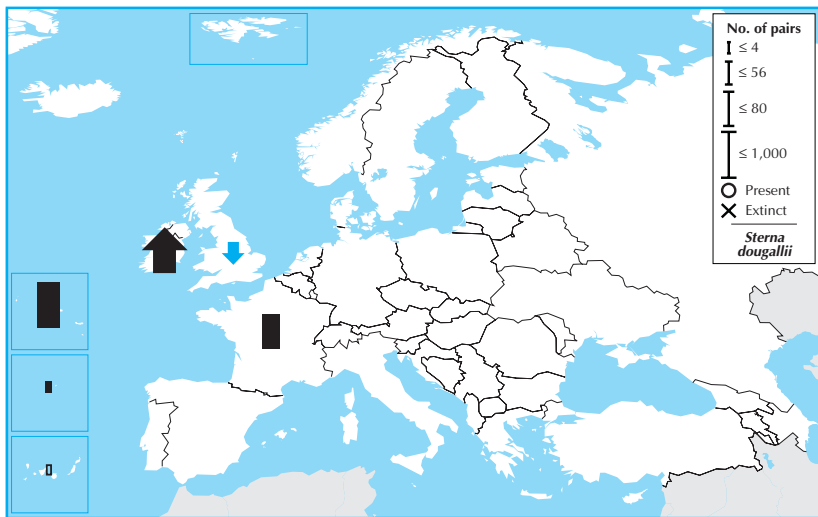 No. of pairs
≤ 4
≤ 56
≤ 80
≤ 1,000
Present
Extinct
Sterna
dougallii